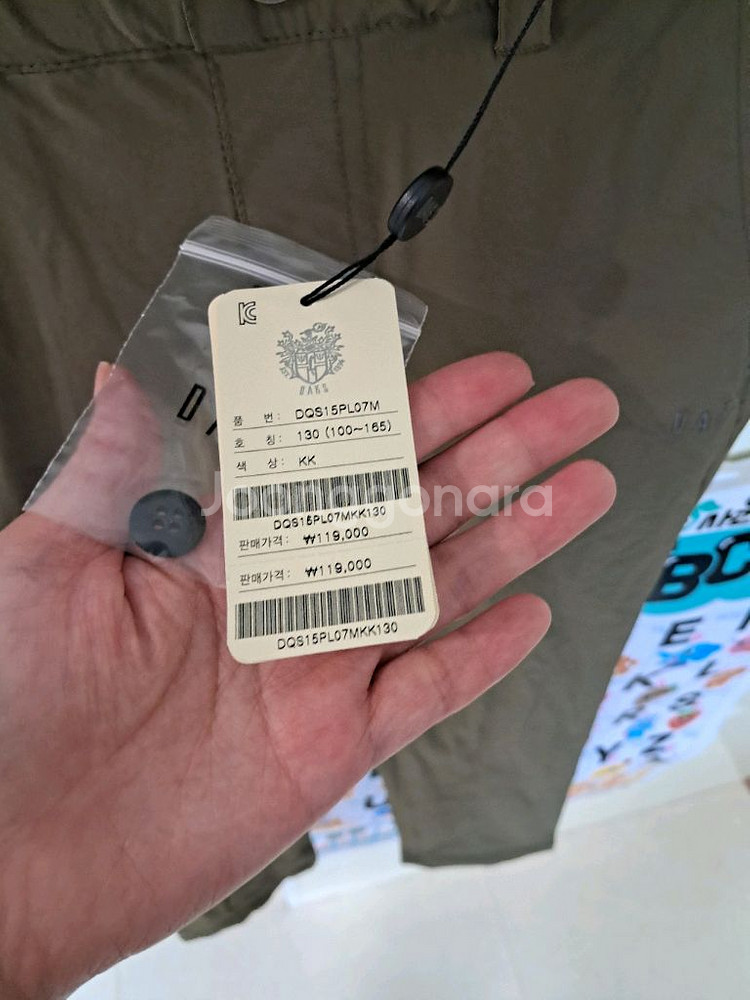 KC
DAKS
품 번: DQS15PL07M
호 칭: 130 (100~165)
색 상: KK
DQS15PL07MKK130
판매가격: ₩119,000
판매가격: ₩119,000
DQS15PL07MKK130
Joonggonara
E